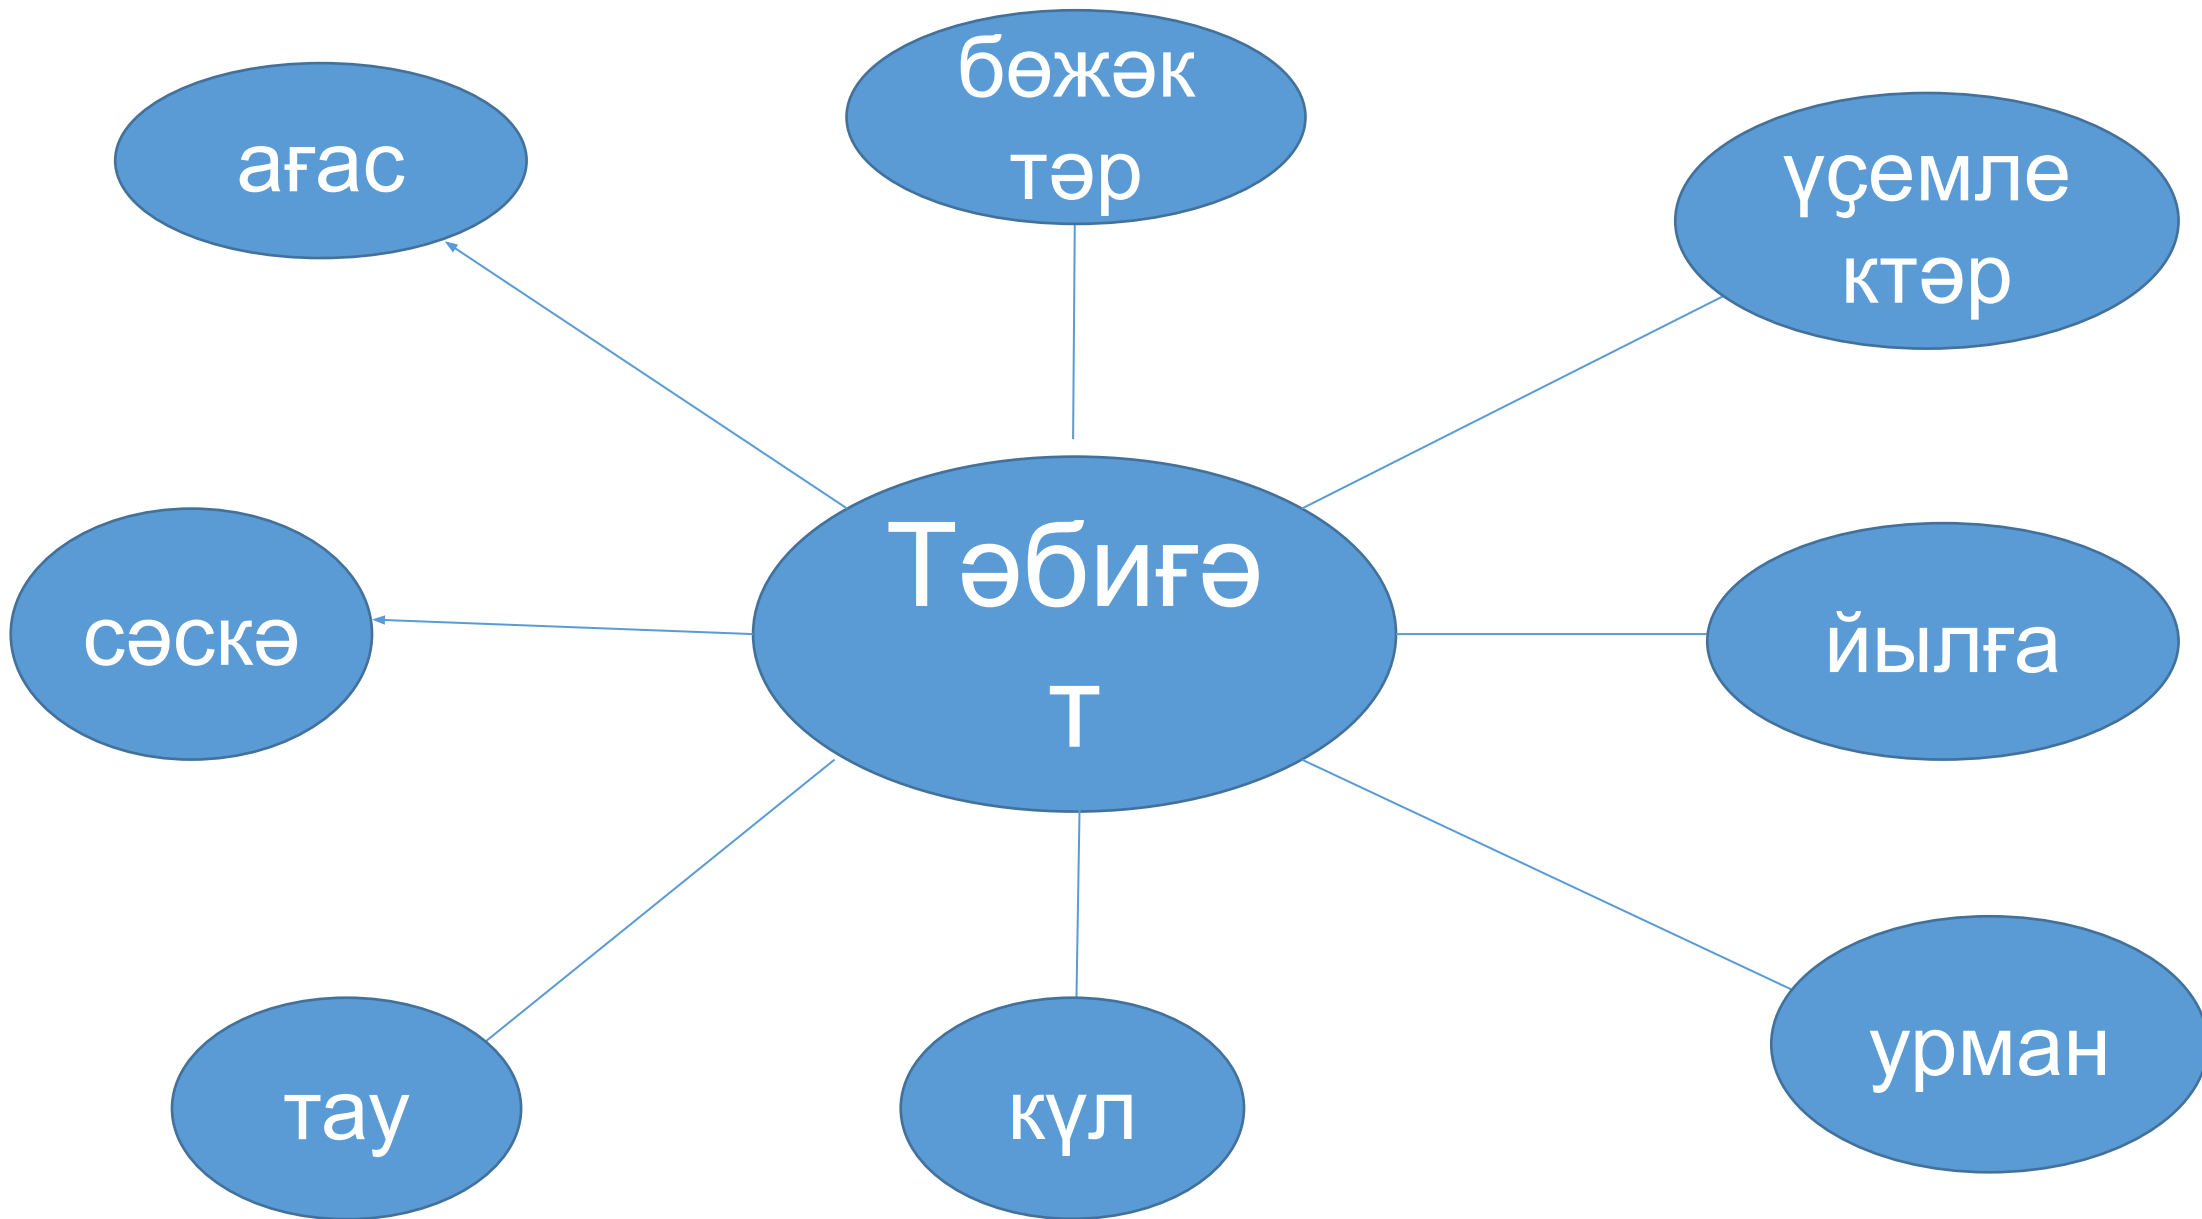 бөжәк
тәр
ағас
үҫемле
ктәр
Тәбиғә
т
сәскә
йылға
урман
тау
күл